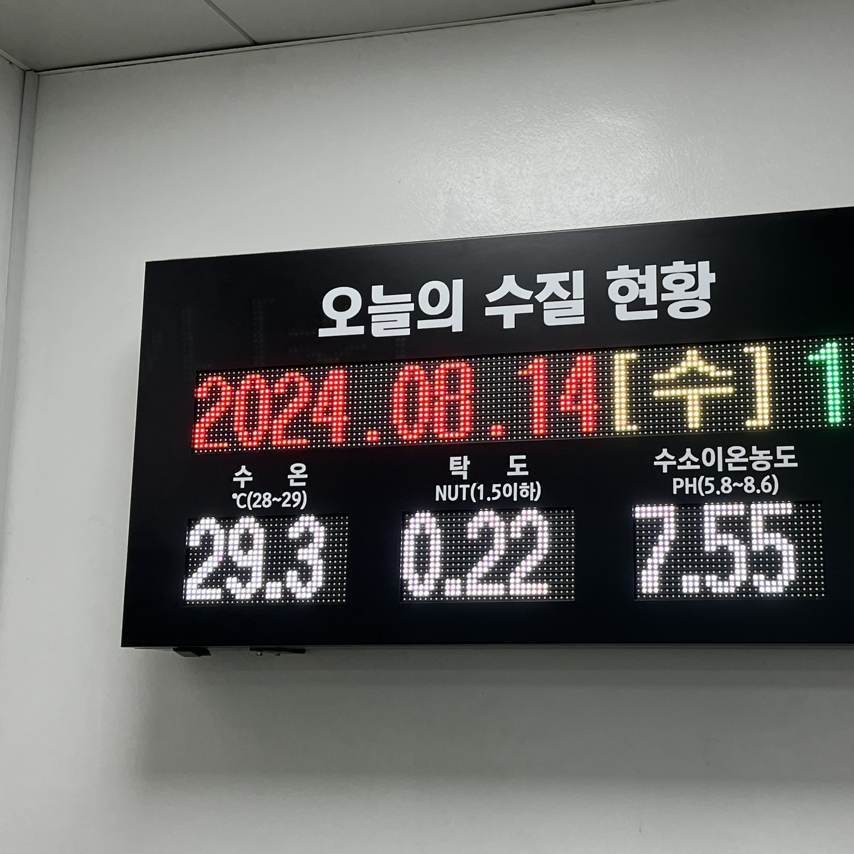 오늘의 수질 현황
2024.08.14[수] 1
수 온 탁 도 수소이온농도
℃(28~29) NUT(1.5이하) PH(5.8~8.6)
29.3 0.22 7.55